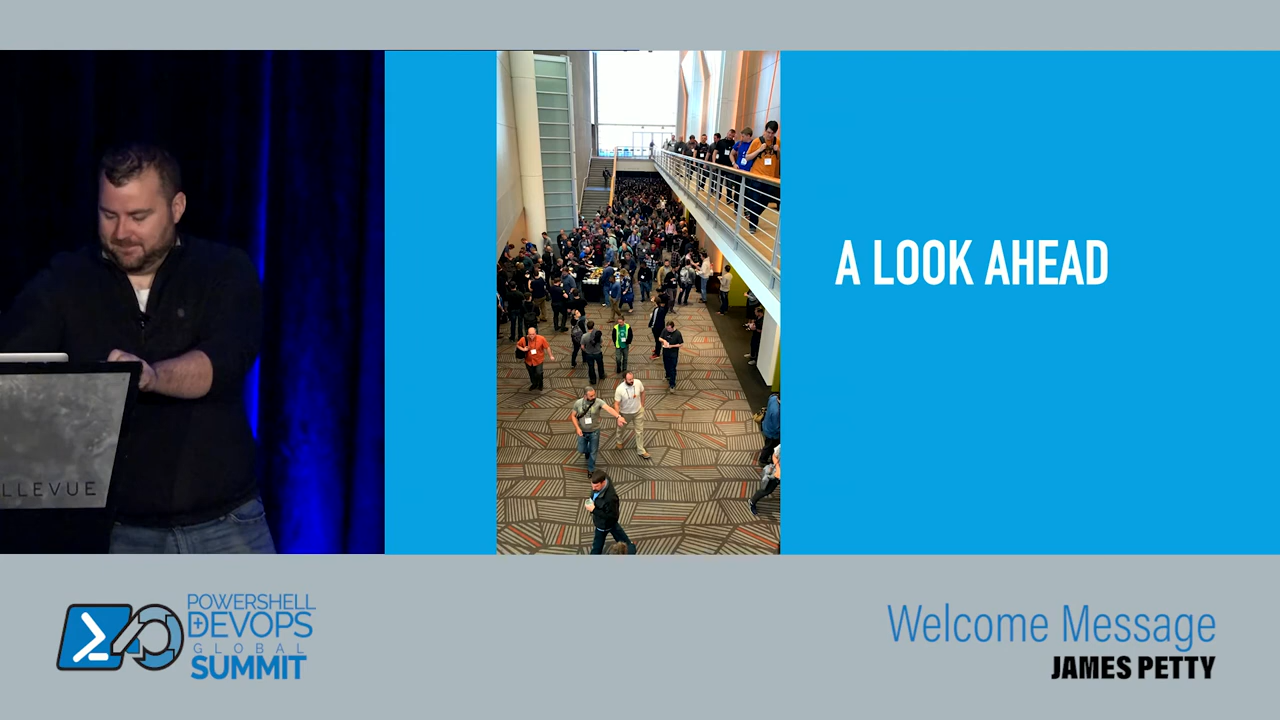 A LOOK AHEAD
LLEVUE
POWERSHELL
+DEVOPS
GLOBAL
SUMMIT
Welcome Message
JAMES PETTY